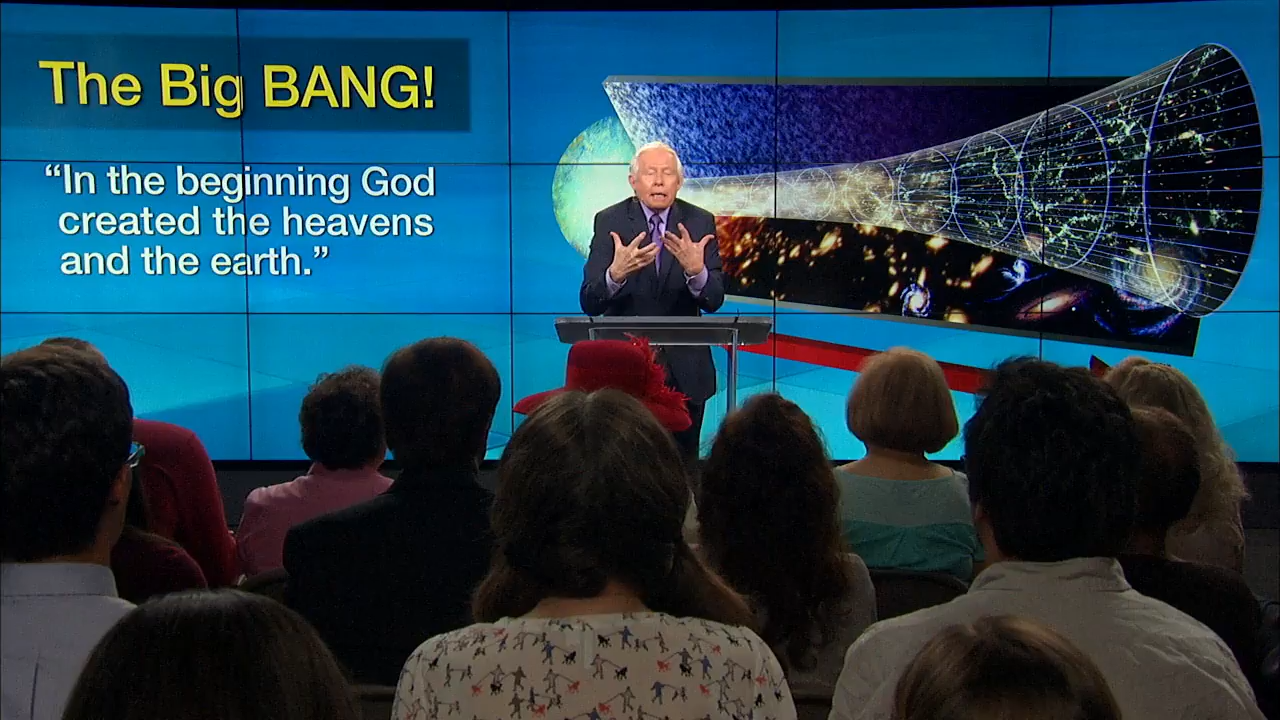 The Big BANG!
“In the beginning God
created the heavens
and the earth.”